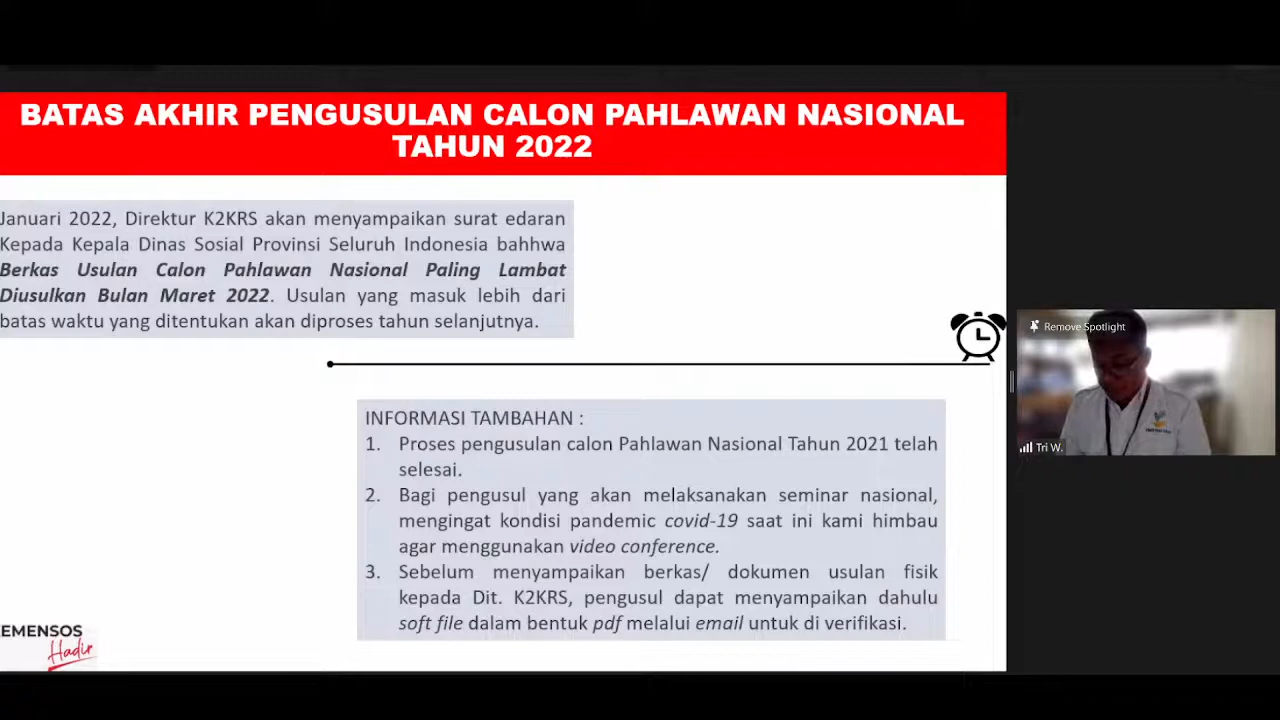 BATAS AKHIR PENGUSULAN CALON PAHLAWAN NASIONAL
TAHUN 2022
Januari 2022, Direktur K2KRS akan menyampaikan surat edaran
Kepada Kepala Dinas Sosial Provinsi Seluruh Indonesia bahhwa
Berkas Usulan Calon Pahlawan Nasional Paling Lambat
Diusulkan Bulan Maret 2022. Usulan yang masuk lebih dari
batas waktu yang ditentukan akan diproses tahun selanjutnya.
Remove Spotlight
Tri W.
INFORMASI TAMBAHAN :
1. Proses pengusulan calon Pahlawan Nasional Tahun 2021 telah
selesai.
2. Bagi pengusul yang akan melaksanakan seminar nasional,
mengingat kondisi pandemic covid-19 saat ini kami himbau
agar menggunakan video conference.
3. Sebelum menyampaikan berkas/ dokumen usulan fisik
kepada Dit. K2KRS, pengusul dapat menyampaikan dahulu
soft file dalam bentuk pdf melalui email untuk di verifikasi.
EMENSOS
Hadir